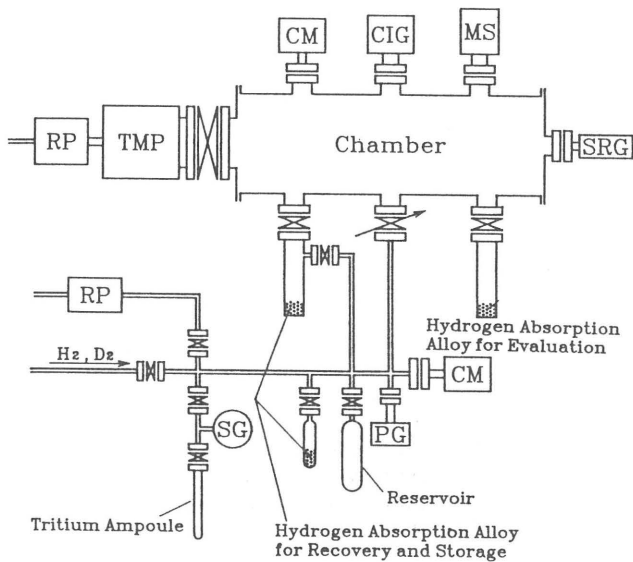 CM
CIG
MS
RP
TMP
Chamber
SRG
RP
Hydrogen Absorption
Alloy for Evaluation
H2, D2
CM
SG
PG
Reservoir
Tritium Ampoule
Hydrogen Absorption Alloy
for Recovery and Storage